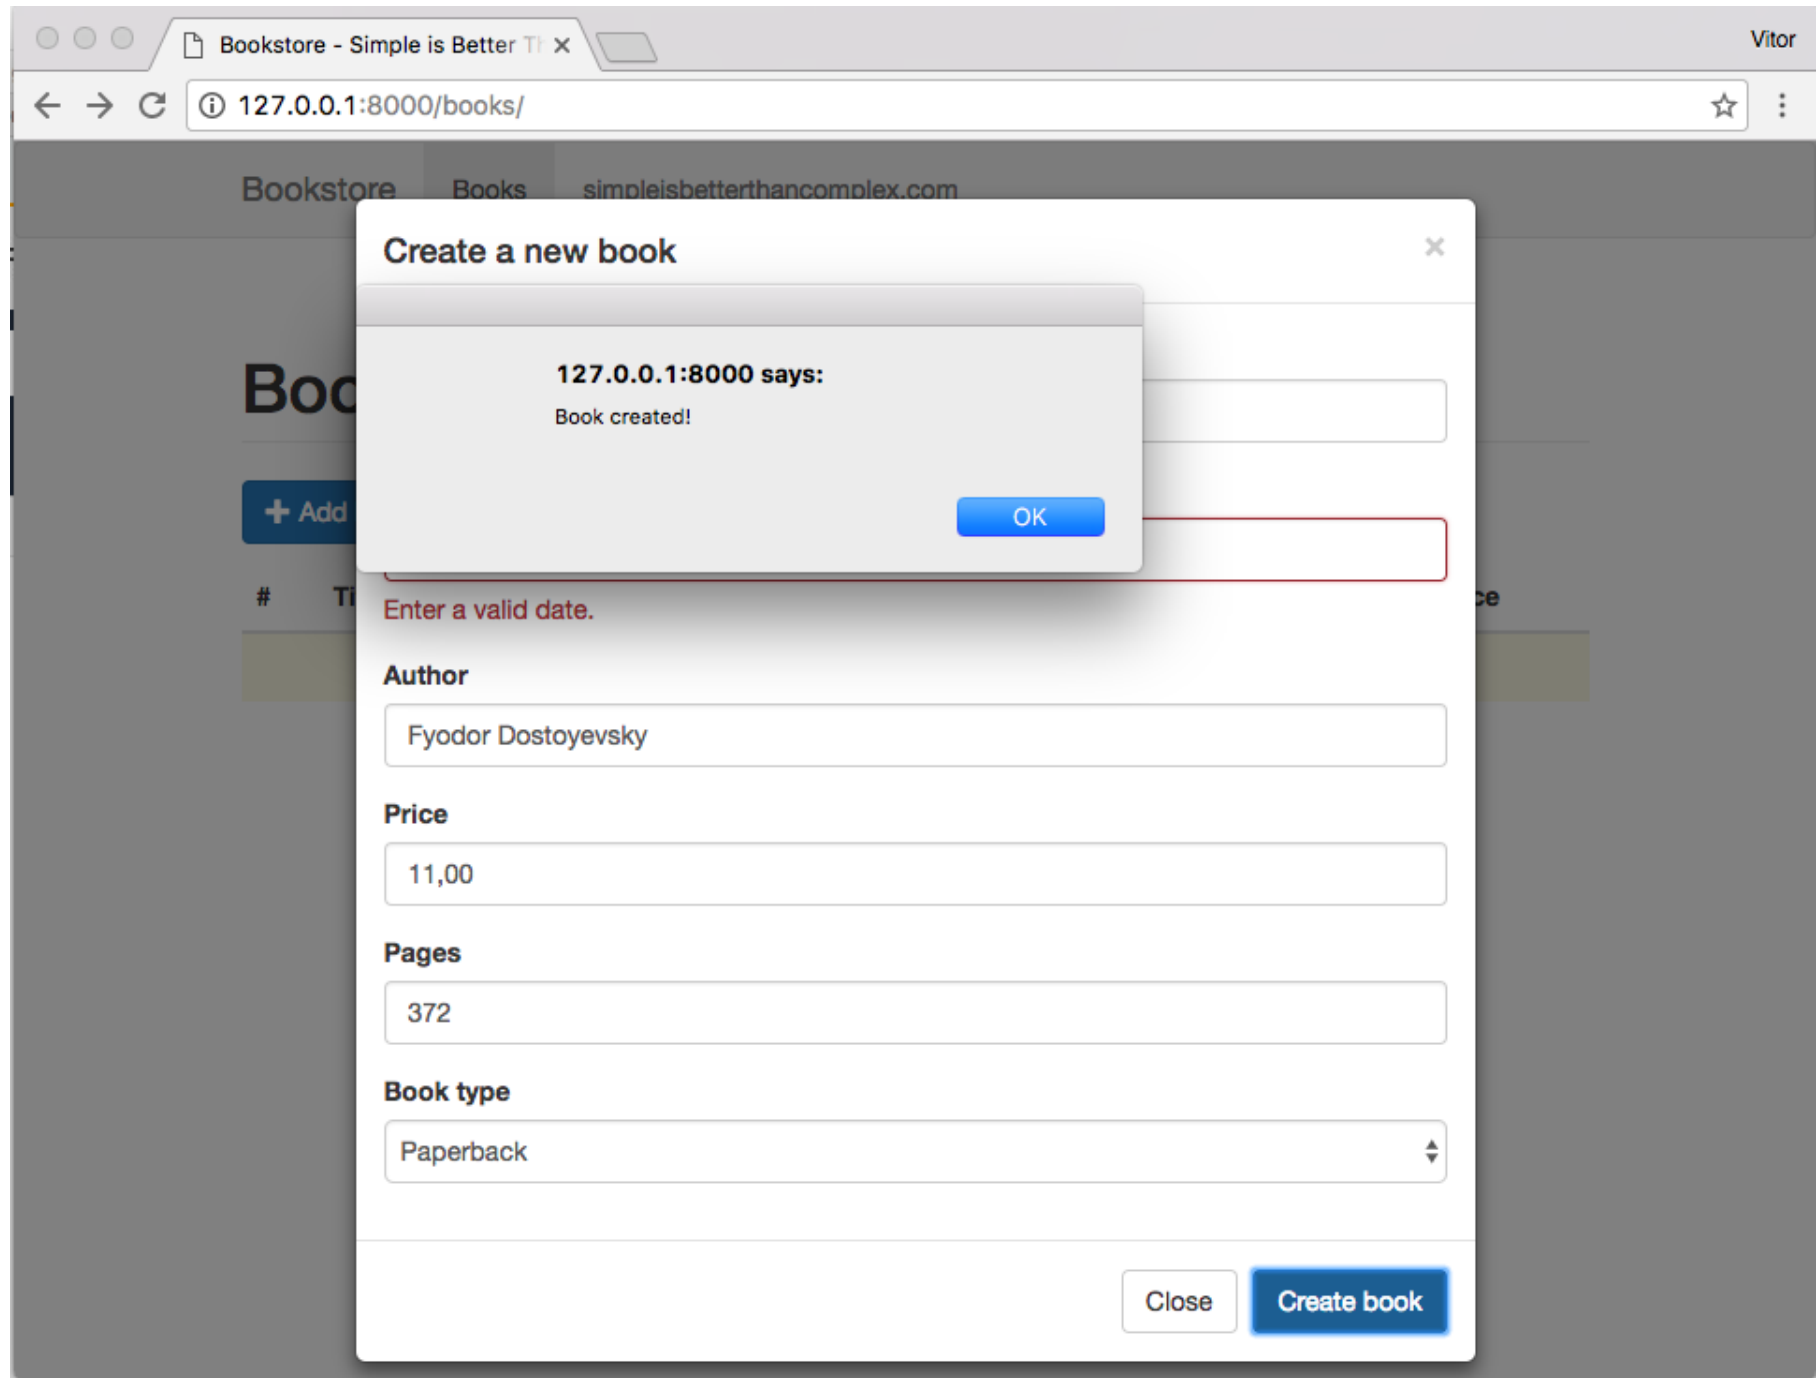 Bookstore - Simple is Better
Vitor
127.0.0.1:8000/books/
Bookstore Books simpleisbetterthancomplex.com
Create a new book ×
127.0.0.1:8000 says:
Book created!
Add
OK
#
Enter a valid date.
Author
Fyodor Dostoyevsky
Price
11,00
Pages
372
Book type
Paperback
Close Create book